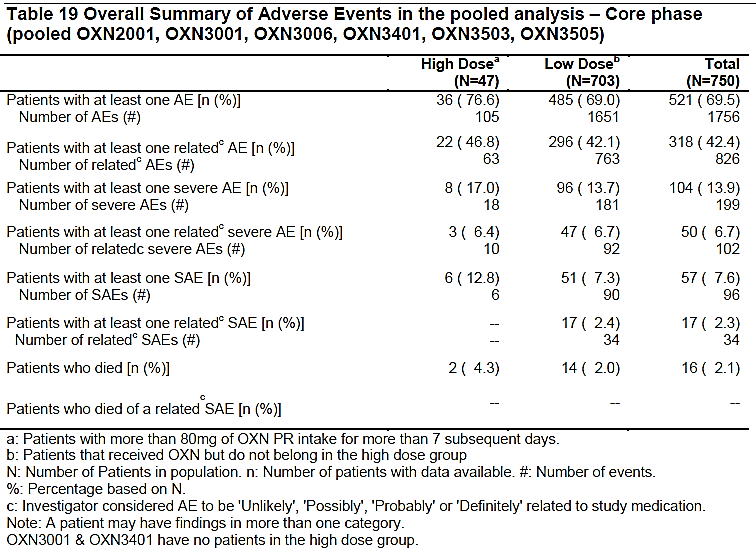 Table 19 Overall Summary of Adverse Events in the pooled analysis – Core phase
(pooled OXN2001, OXN3001, OXN3006, OXN3401, OXN3503, OXN3505)
High Doseᵃ Low Doseᵇ Total
(N=47) (N=703) (N=750)
Patients with at least one AE [n (%)] 36 ( 76.6) 485 ( 69.0) 521 ( 69.5)
Number of AEs (#) 105 1651 1756
Patients with at least one relatedᶜ AE [n (%)] 22 ( 46.8) 296 ( 42.1) 318 ( 42.4)
Number of relatedᶜ AEs (#) 63 763 826
Patients with at least one severe AE [n (%)] 8 ( 17.0) 96 ( 13.7) 104 ( 13.9)
Number of severe AEs (#) 18 181 199
Patients with at least one relatedᶜ severe AE [n (%)] 3 ( 6.4) 47 ( 6.7) 50 ( 6.7)
Number of relatedc severe AEs (#) 10 92 102
Patients with at least one SAE [n (%)] 6 ( 12.8) 51 ( 7.3) 57 ( 7.6)
Number of SAEs (#) 6 90 96
Patients with at least one relatedᶜ SAE [n (%)] -- 17 ( 2.4) 17 ( 2.3)
Number of relatedᶜ SAEs (#) -- 34 34
Patients who died [n (%)] 2 ( 4.3) 14 ( 2.0) 16 ( 2.1)
Patients who died of a relatedᶜ SAE [n (%)] -- -- --
a: Patients with more than 80mg of OXN PR intake for more than 7 subsequent days.
b: Patients that received OXN but do not belong in the high dose group
N: Number of Patients in population. n: Number of patients with data available. #: Number of events.
%: Percentage based on N.
c: Investigator considered AE to be 'Unlikely', 'Possibly', 'Probably' or 'Definitely' related to study medication.
Note: A patient may have findings in more than one category.
OXN3001 & OXN3401 have no patients in the high dose group.